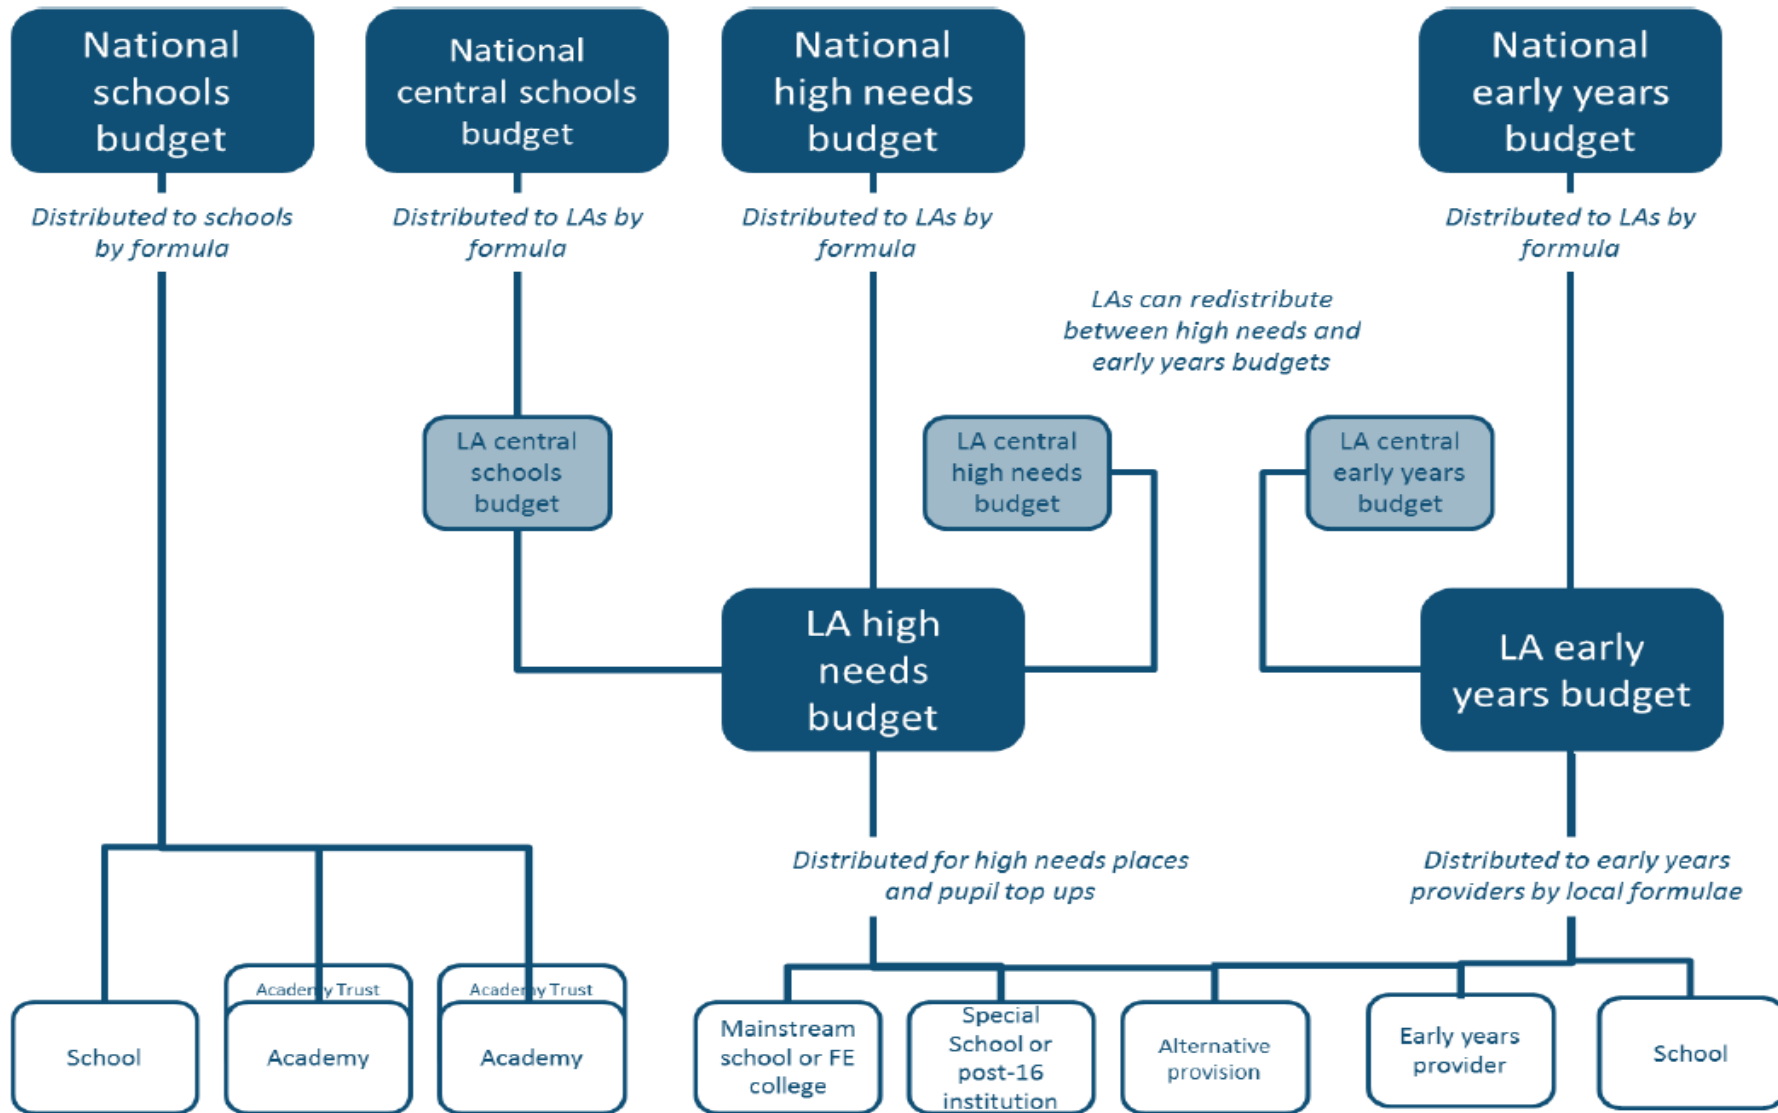 National
schools
budget
National
central schools
budget
National
high needs
budget
National
early years
budget
Distributed to schools
by formula
Distributed to LAs by
formula
Distributed to LAs by
formula
Distributed to LAs by
formula
LAs can redistribute
between high needs and
early years budgets
LA central
schools
budget
LA central
high needs
budget
LA central
early years
budget
LA high
needs
budget
LA early
years budget
Distributed for high needs places
and pupil top ups
Distributed to early years
providers by local formulae
School
Academy Trust
Academy
Academy Trust
Academy
Mainstream
school or FE
college
Special
School or
post-16
institution
Alternative
provision
Early years
provider
School